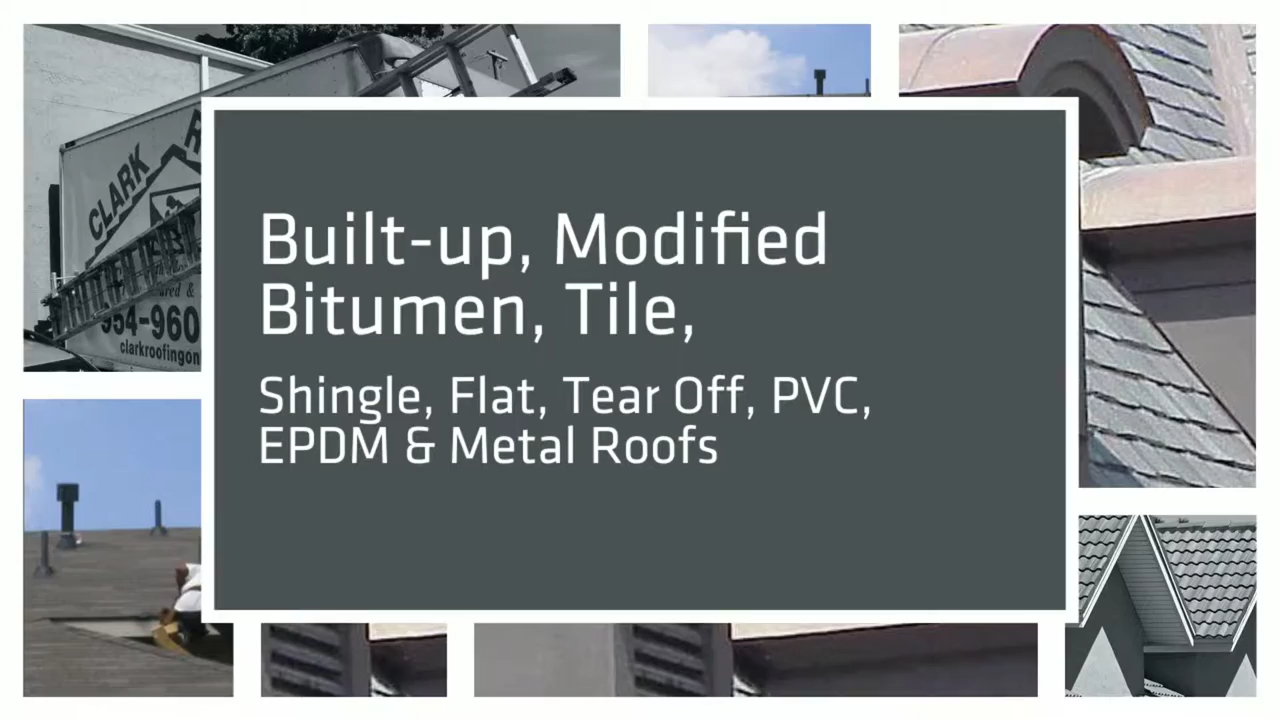 Built-up, Modified
Bitumen, Tile,
Shingle, Flat, Tear Off, PVC,
EPDM & Metal Roofs
CLARK
954-960
clarkroofingon